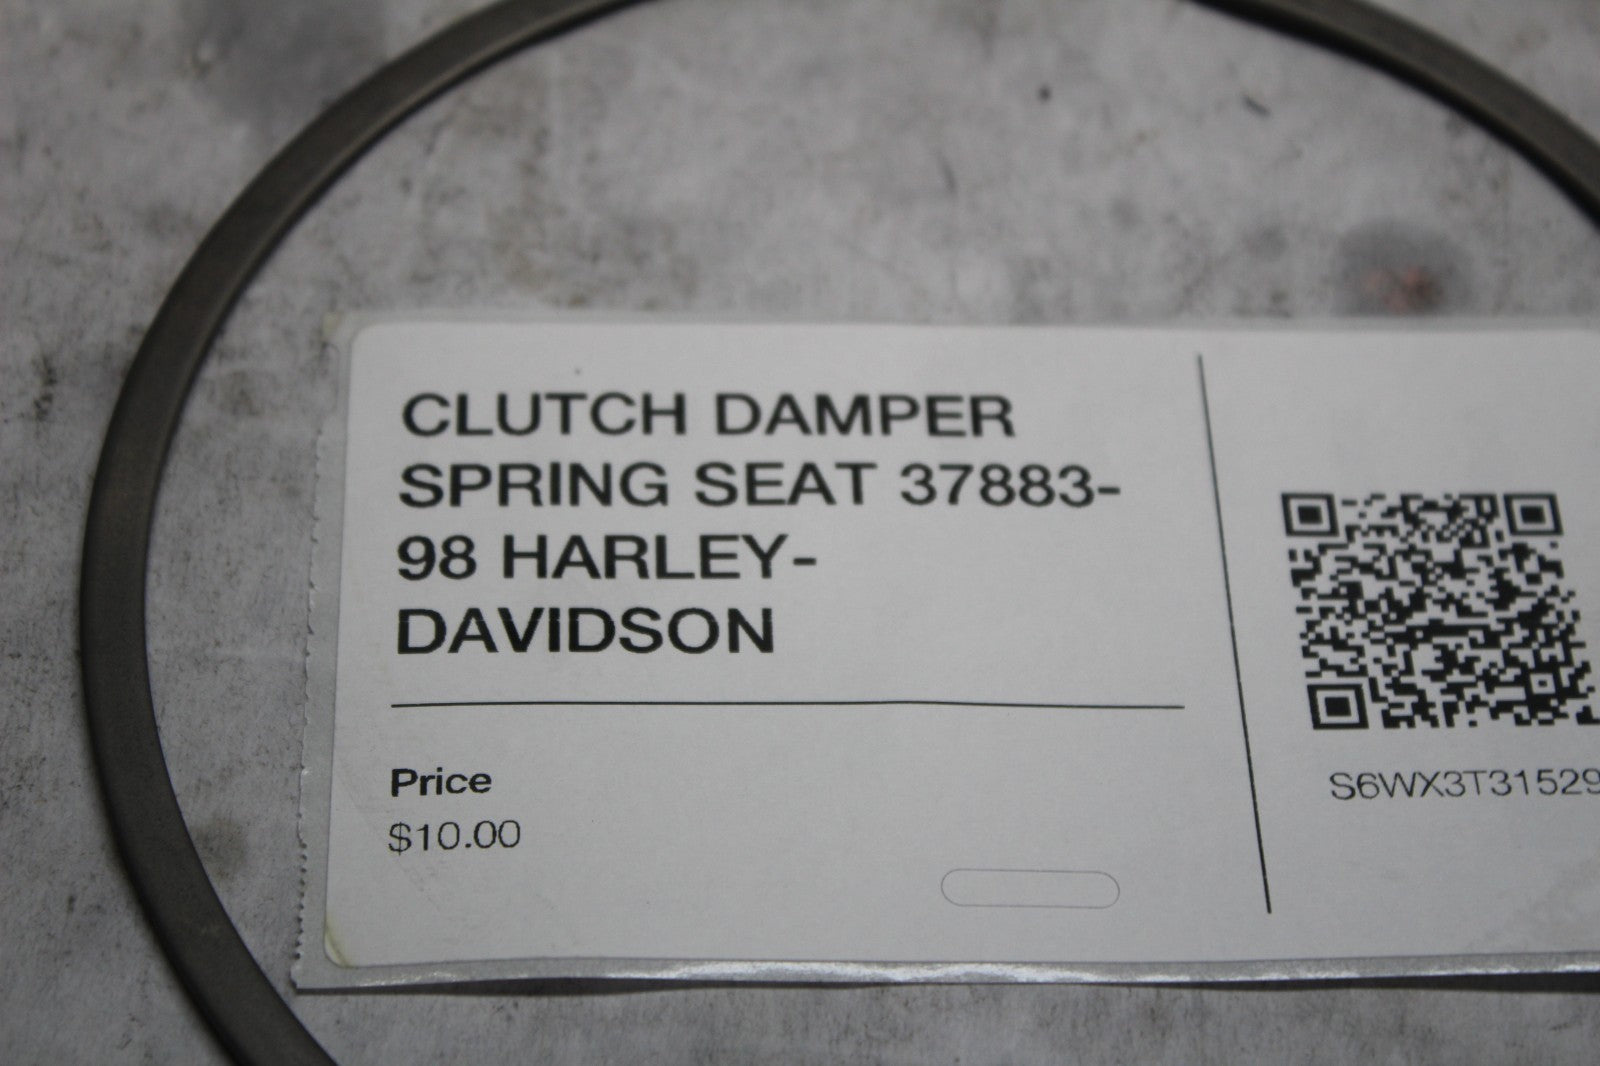 CLUTCH DAMPER
SPRING SEAT 37883-
98 HARLEY-
DAVIDSON
Price
$10.00
S6WX3T31529